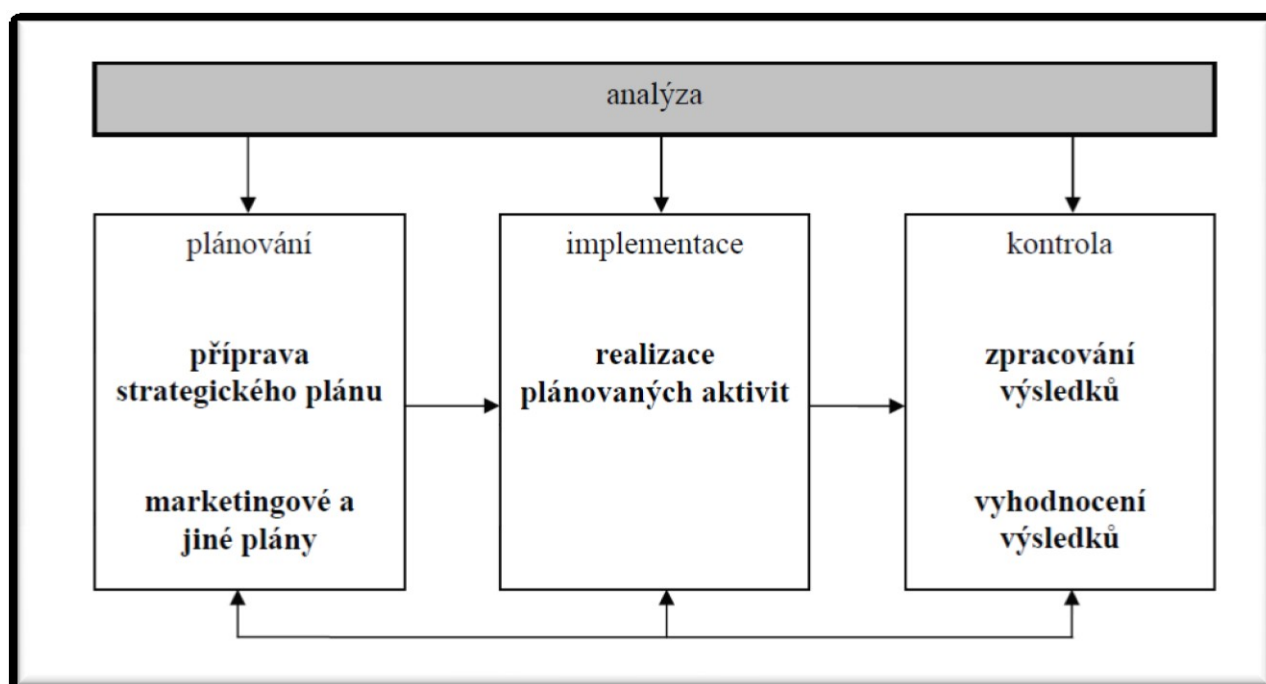 analýza
plánování
příprava
strategického plánu
marketingové a
jiné plány
implementace
realizace
plánovaných aktivit
kontrola
zpracování
výsledků
vyhodnocení
výsledků